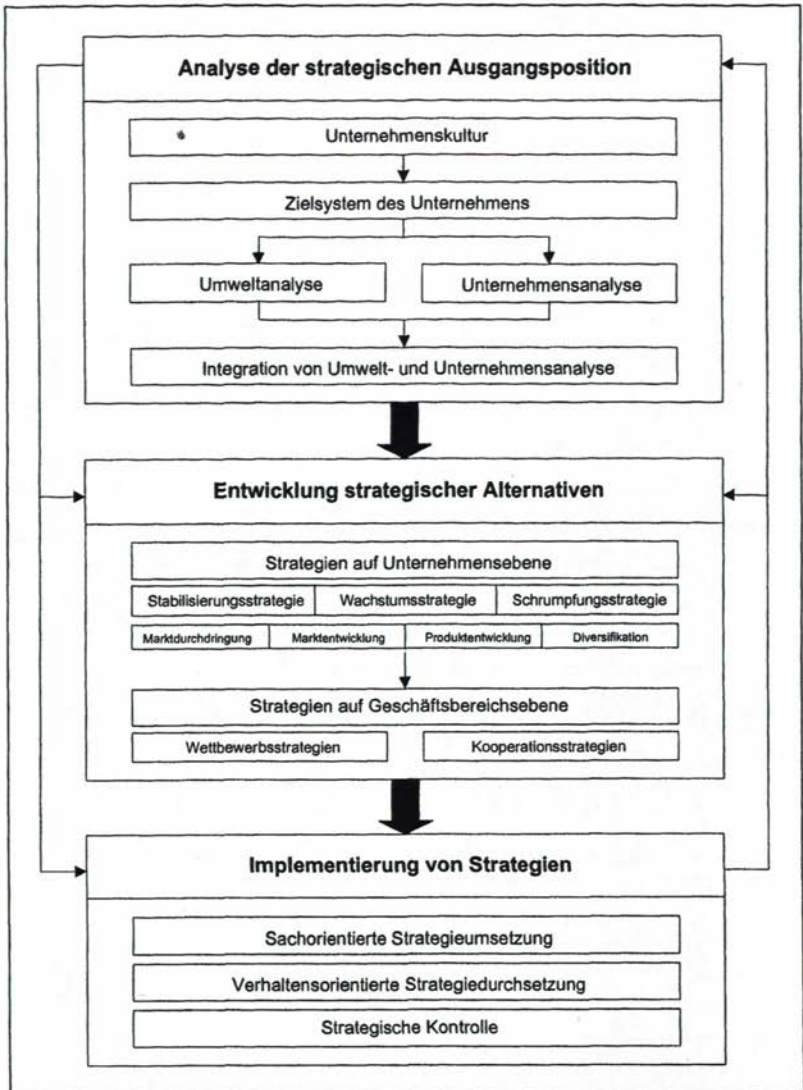 Analyse der strategischen Ausgangsposition
Unternehmenskultur
Zielsystem des Unternehmens
Umweltanalyse
Unternehmensanalyse
Integration von Umwelt- und Unternehmensanalyse
Entwicklung strategischer Alternativen
Strategien auf Unternehmensebene
Stabilisierungsstrategie
Wachstumsstrategie
Schrumpfungsstrategie
Marktdurchdringung
Marktentwicklung
Produktentwicklung
Diversifikation
Strategien auf Geschäftsbereichsebene
Wettbewerbsstrategien
Kooperationsstrategien
Implementierung von Strategien
Sachorientierte Strategieumsetzung
Verhaltensorientierte Strategiedurchsetzung
Strategische Kontrolle